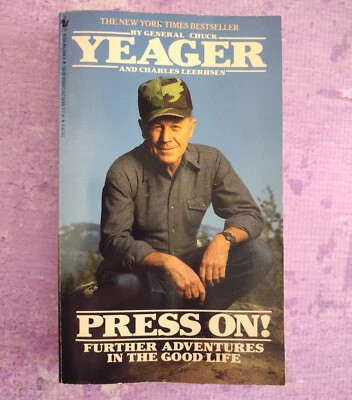 THE NEW YORK TIMES BESTSELLER
BY GENERAL CHUCK
YEAGER
AND CHARLES LEERHSEN
PRESS ON!
FURTHER ADVENTURES
IN THE GOOD LIFE